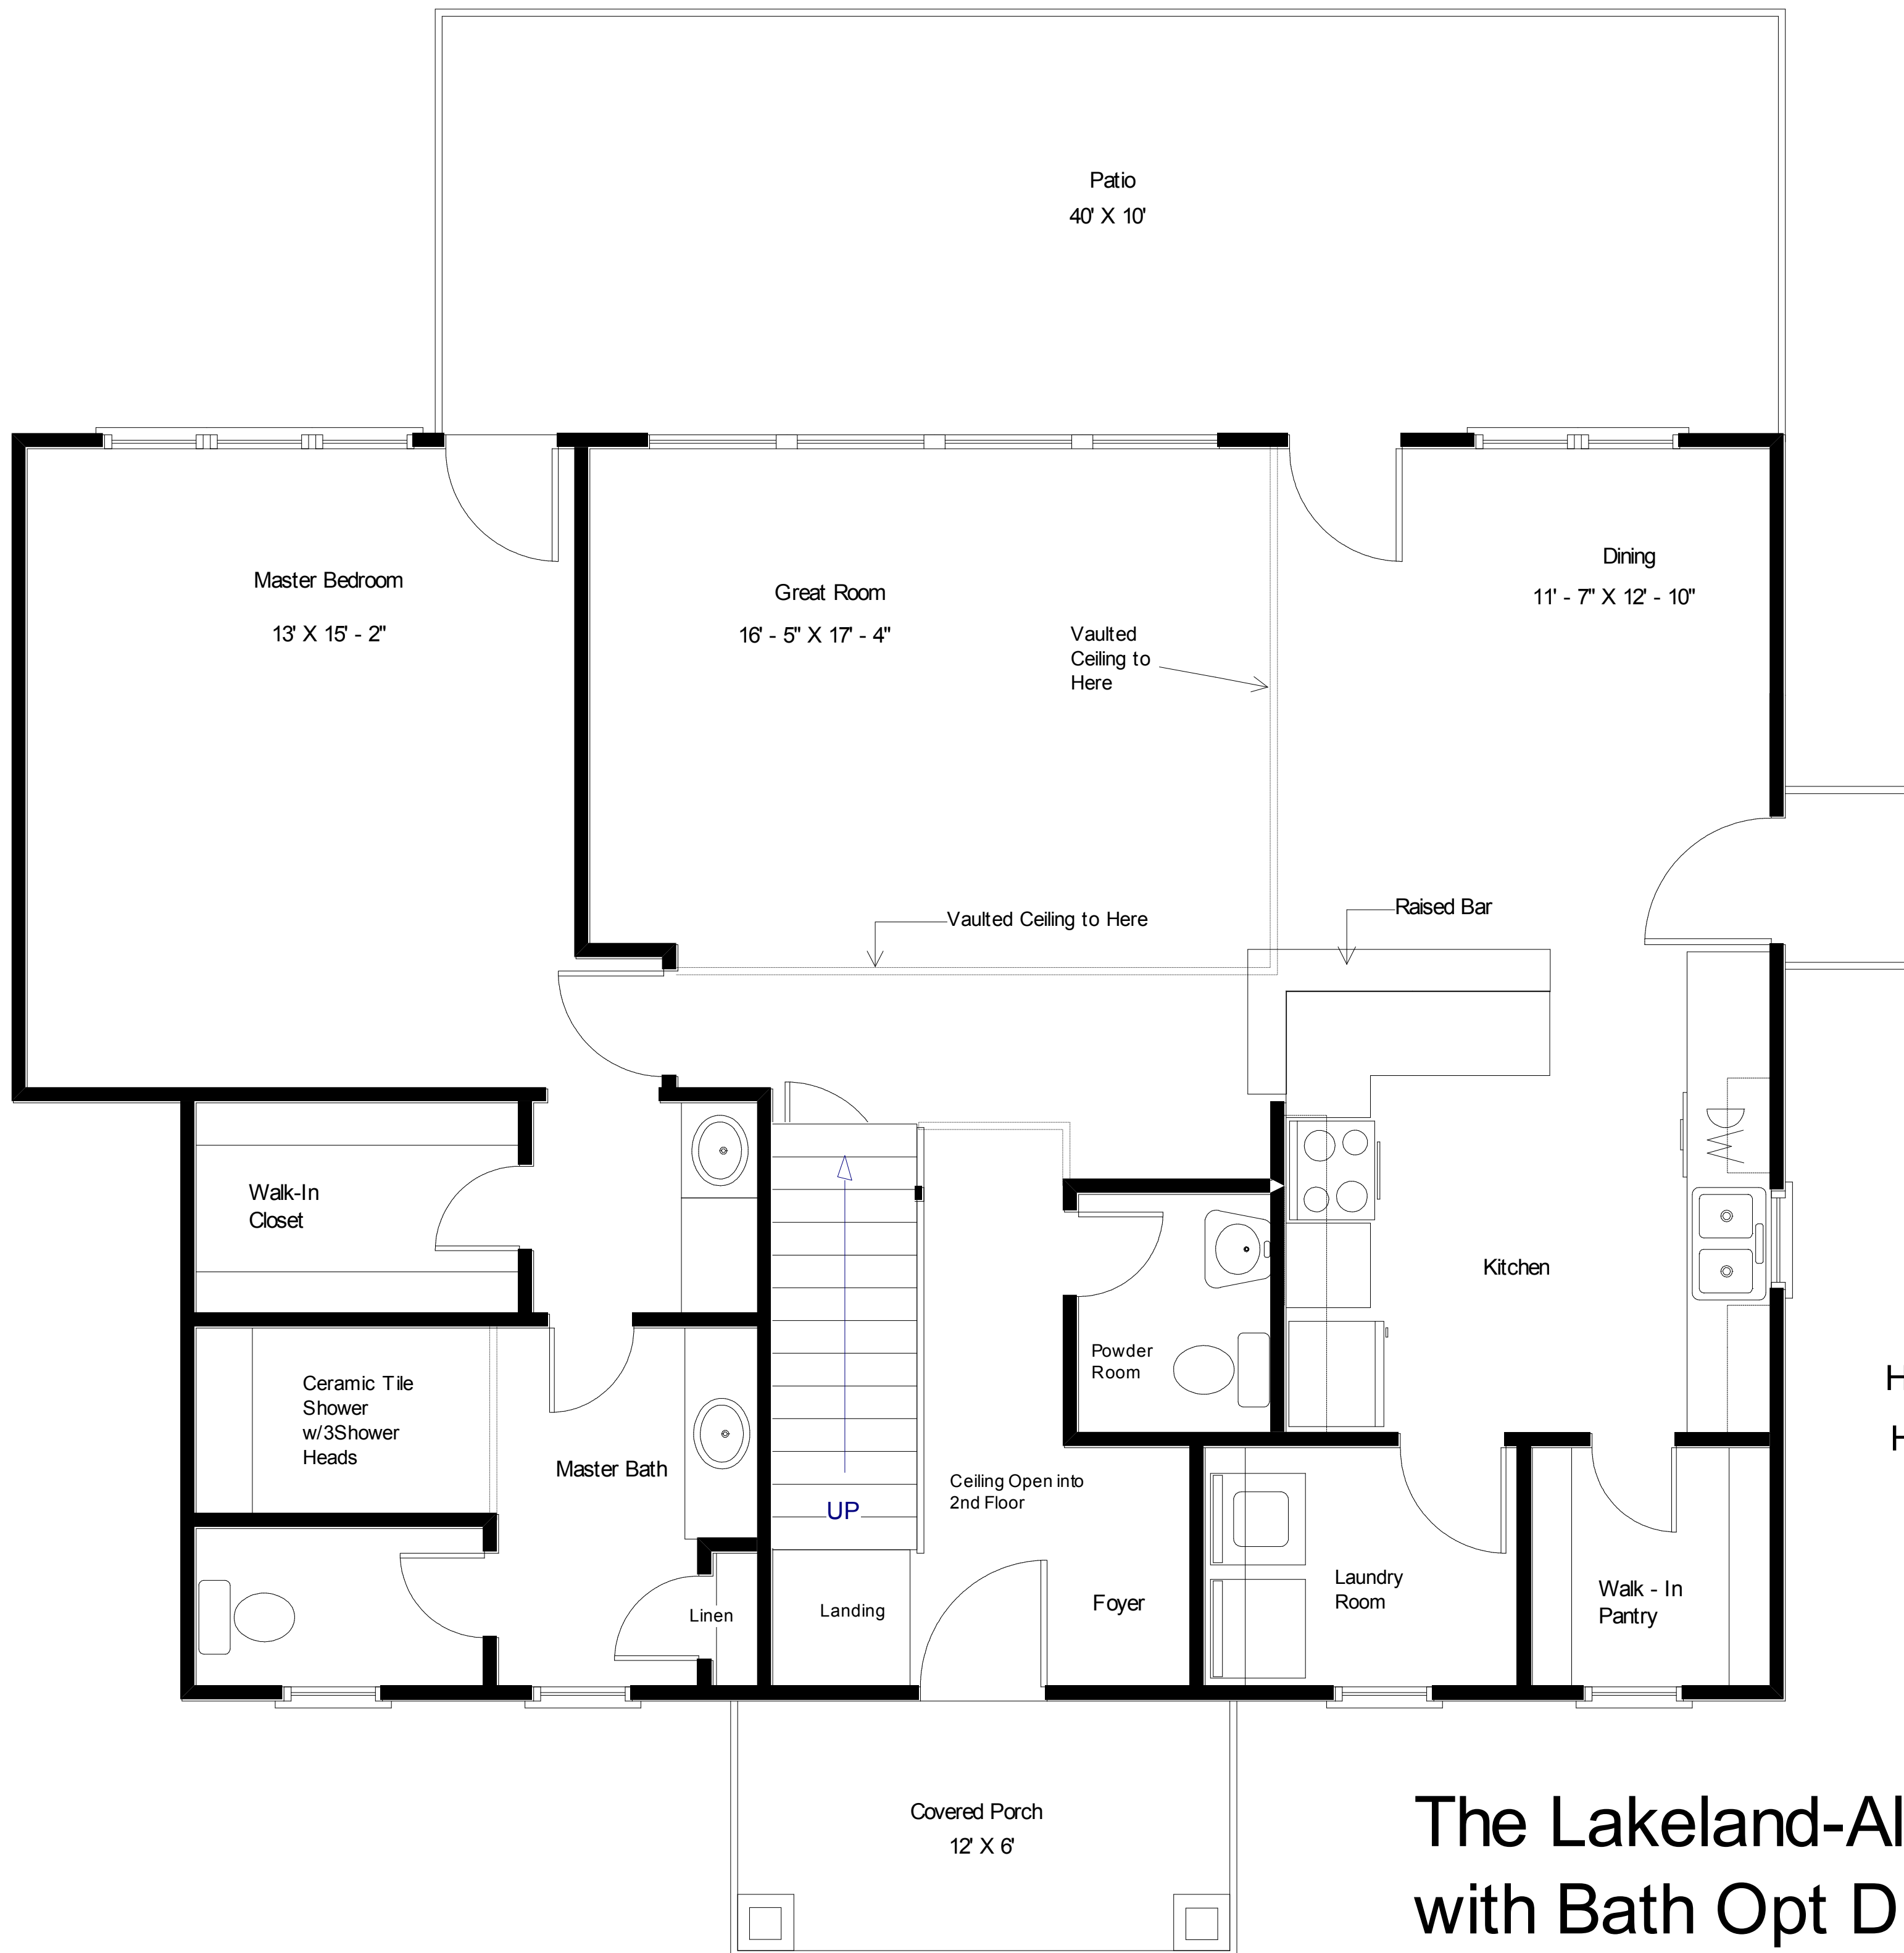 Patio
40' X 10'
Master Bedroom
13' X 15' - 2"
Great Room
16' - 5" X 17' - 4"
Vaulted
Ceiling to
Here
Dining
11' - 7" X 12' - 10"
Vaulted Ceiling to Here
Raised Bar
Walk-In
Closet
DW
Kitchen
Powder
Room
Ceramic Tile
Shower
w/3Shower
Heads
Master Bath
Ceiling Open into
2nd Floor
UP
Linen
Landing
Foyer
Laundry
Room
Walk - In
Pantry
H
H
Covered Porch
12' X 6'
The Lakeland-Al
with Bath Opt D